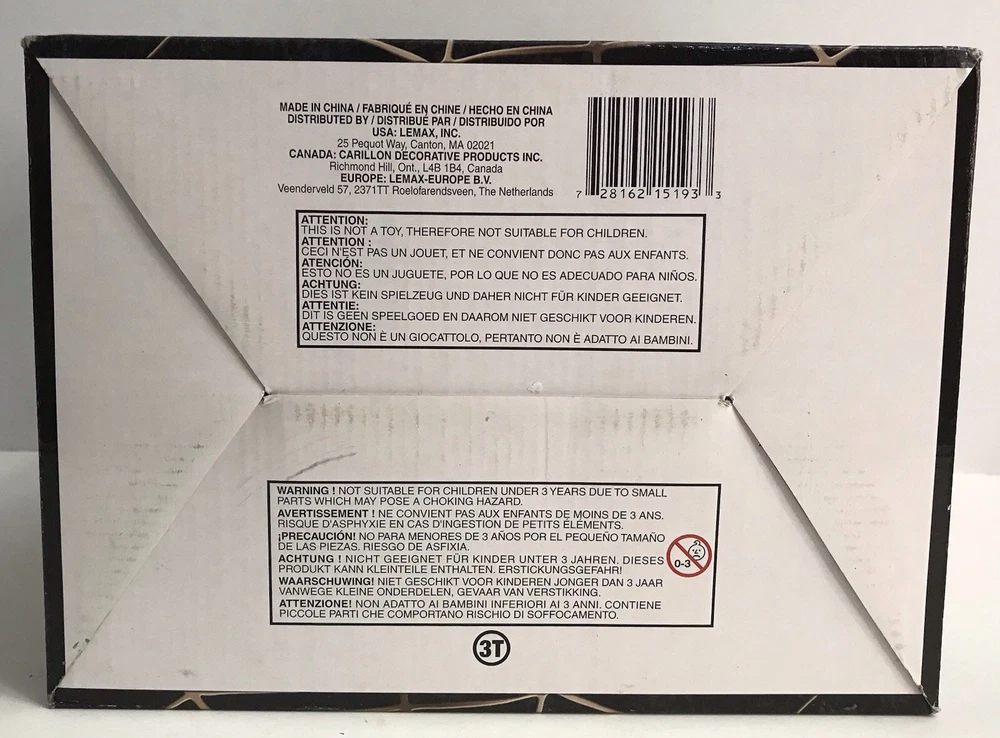 MADE IN CHINA / FABRIQUÉ EN CHINE / HECHO EN CHINA
DISTRIBUTED BY / DISTRIBUÉ PAR / DISTRIBUIDO POR
USA: LEMAX, INC.
25 Pequot Way, Canton, MA 02021
CANADA: CARILLON DECORATIVE PRODUCTS INC.
Richmond Hill, Ont., L4B 1B4, Canada
EUROPE: LEMAX-EUROPE B.V.
Veenderveld 57, 2371TT Roelofarendsveen, The Netherlands
7 28162 15193 3
ATTENTION:
THIS IS NOT A TOY, THEREFORE NOT SUITABLE FOR CHILDREN.
ATTENTION :
CECI N'EST PAS UN JOUET, ET NE CONVIENT DONC PAS AUX ENFANTS.
ATENCIÓN:
ESTO NO ES UN JUGUETE, POR LO QUE NO ES ADECUADO PARA NIÑOS.
ACHTUNG:
DIES IST KEIN SPIELZEUG UND DAHER NICHT FÜR KINDER GEEIGNET.
ATTENTIE:
DIT IS GEEN SPEELGOED EN DAAROM NIET GESCHIKT VOOR KINDEREN.
ATTENZIONE:
QUESTO NON È UN GIOCATTOLO, PERTANTO NON È ADATTO AI BAMBINI.
WARNING ! NOT SUITABLE FOR CHILDREN UNDER 3 YEARS DUE TO SMALL
PARTS WHICH MAY POSE A CHOKING HAZARD.
AVERTISSEMENT ! NE CONVIENT PAS AUX ENFANTS DE MOINS DE 3 ANS.
RISQUE D'ASPHYXIE EN CAS D'INGESTION DE PETITS ÉLÉMENTS.
¡PRECAUCIÓN! NO PARA MENORES DE 3 AÑOS POR EL PEQUEÑO TAMAÑO
DE LAS PIEZAS. RIESGO DE ASFIXIA.
ACHTUNG ! NICHT GEEIGNET FÜR KINDER UNTER 3 JAHREN. DIESES
PRODUKT KANN KLEINTEILE ENTHALTEN. ERSTICKUNGSGEFAHR!
WAARSCHUWING! NIET GESCHIKT VOOR KINDEREN JONGER DAN 3 JAAR
VANWEGE KLEINE ONDERDELEN, GEVAAR VAN VERSTIKKING.
ATTENZIONE! NON ADATTO AI BAMBINI INFERIORI AI 3 ANNI. CONTIENE
PICCOLE PARTI CHE COMPORTANO RISCHIO DI SOFFOCAMENTO.
0-3
3T